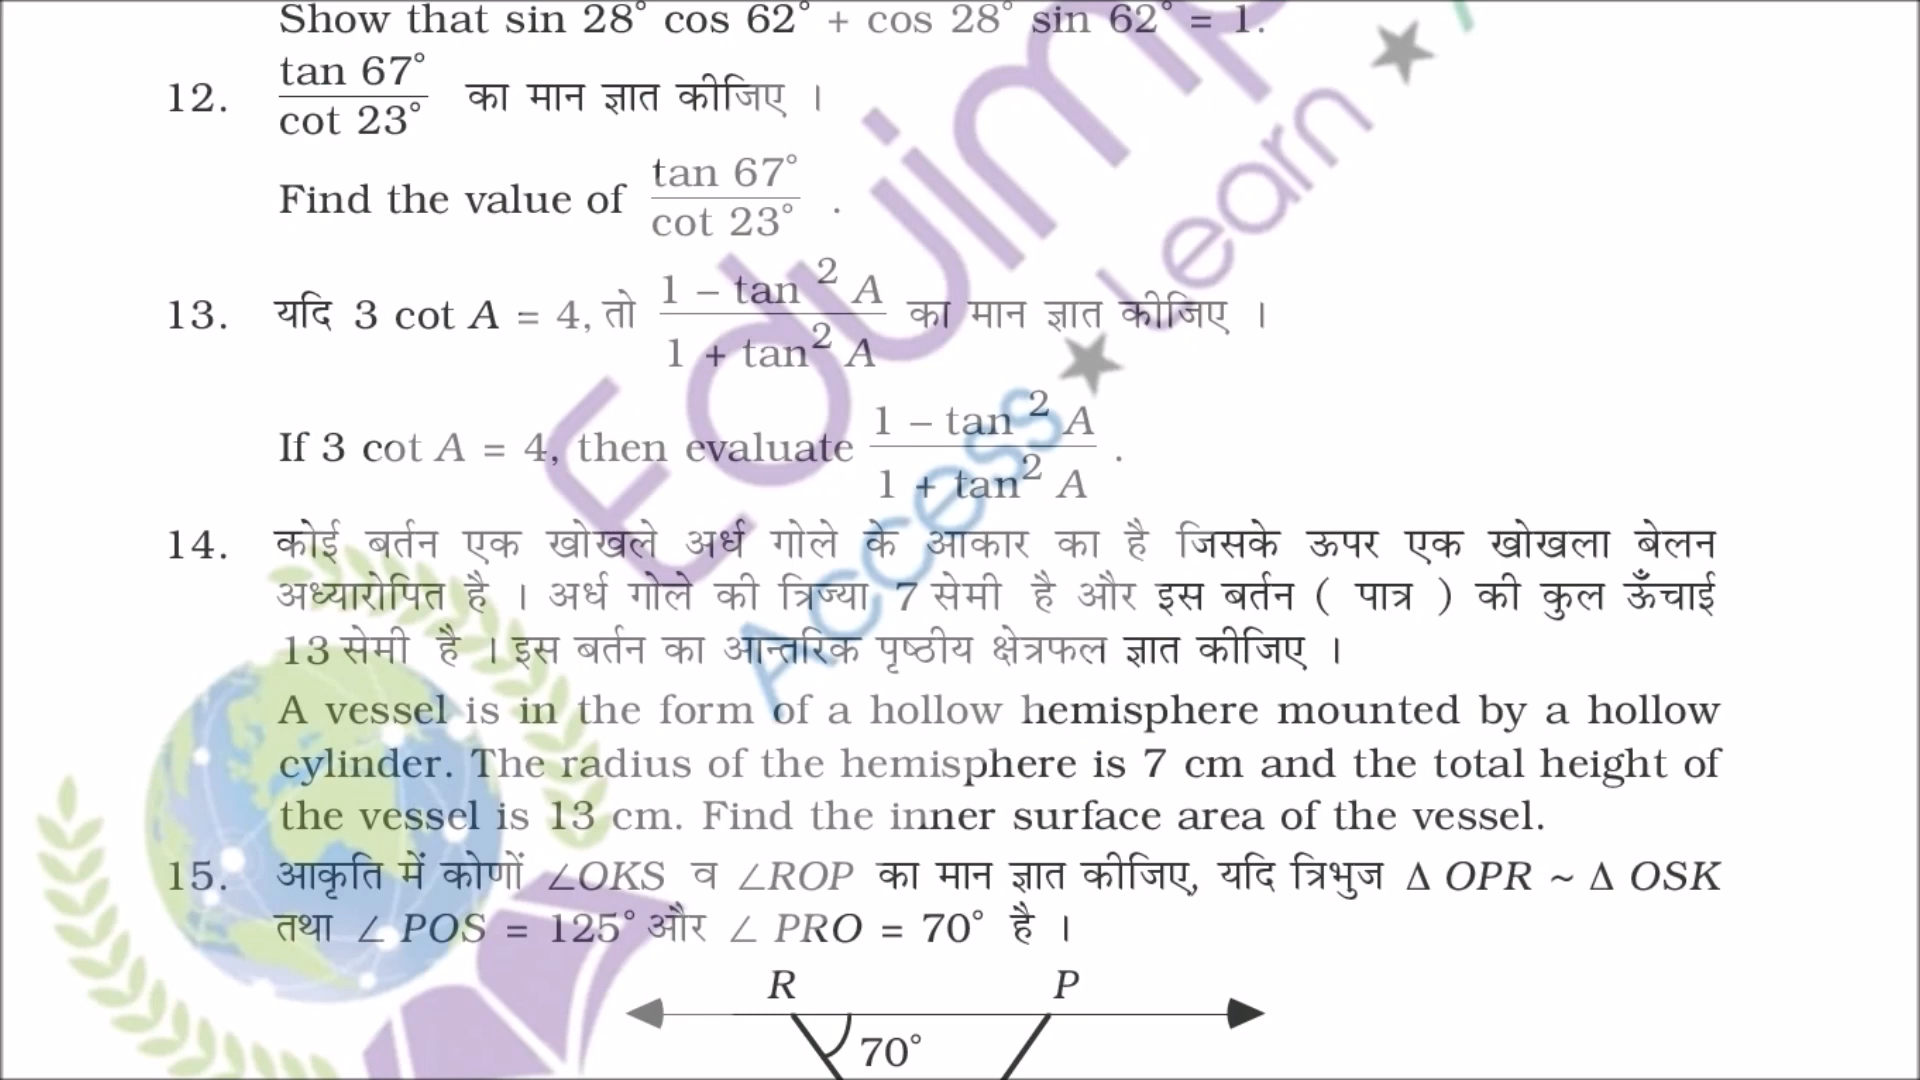 Show that sin 28° cos 62° + cos 28° sin 62° = 1.
12. tan 67° / cot 23° का मान ज्ञात कीजिए ।
Find the value of tan 67° / cot 23° .
13. यदि 3 cot A = 4, तो 1 – tan² A / 1 + tan² A का मान ज्ञात कीजिए ।
If 3 cot A = 4, then evaluate 1 – tan² A / 1 + tan² A .
14. कोई बर्तन एक खोखले अर्ध गोले के आकार का है जिसके ऊपर एक खोखला बेलन
अध्यारोपित है । अर्ध गोले की त्रिज्या 7 सेमी है और इस बर्तन ( पात्र ) की कुल ऊँचाई
13 सेमी है । इस बर्तन का आन्तरिक पृष्ठीय क्षेत्रफल ज्ञात कीजिए ।
A vessel is in the form of a hollow hemisphere mounted by a hollow
cylinder. The radius of the hemisphere is 7 cm and the total height of
the vessel is 13 cm. Find the inner surface area of the vessel.
15. आकृति में कोणों ∠OKS व ∠ROP का मान ज्ञात कीजिए, यदि त्रिभुज Δ OPR ~ Δ OSK
तथा ∠ POS = 125° और ∠ PRO = 70° है ।
R P
70°
Access ★ Learn ★